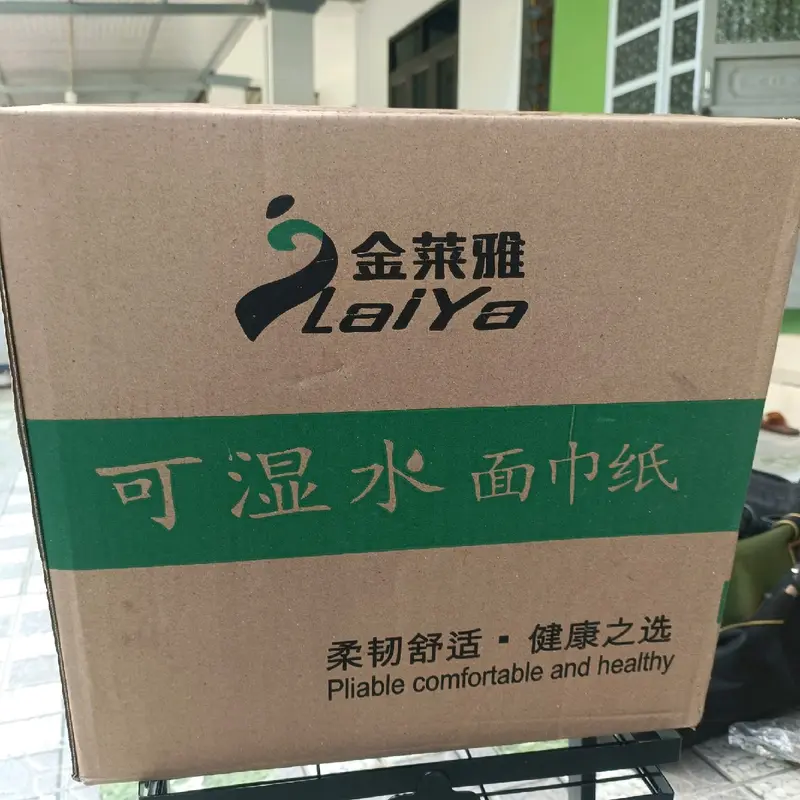 金莱雅
LaiYa
可湿水 面巾纸
柔韧舒适·健康之选
Pliable comfortable and healthy